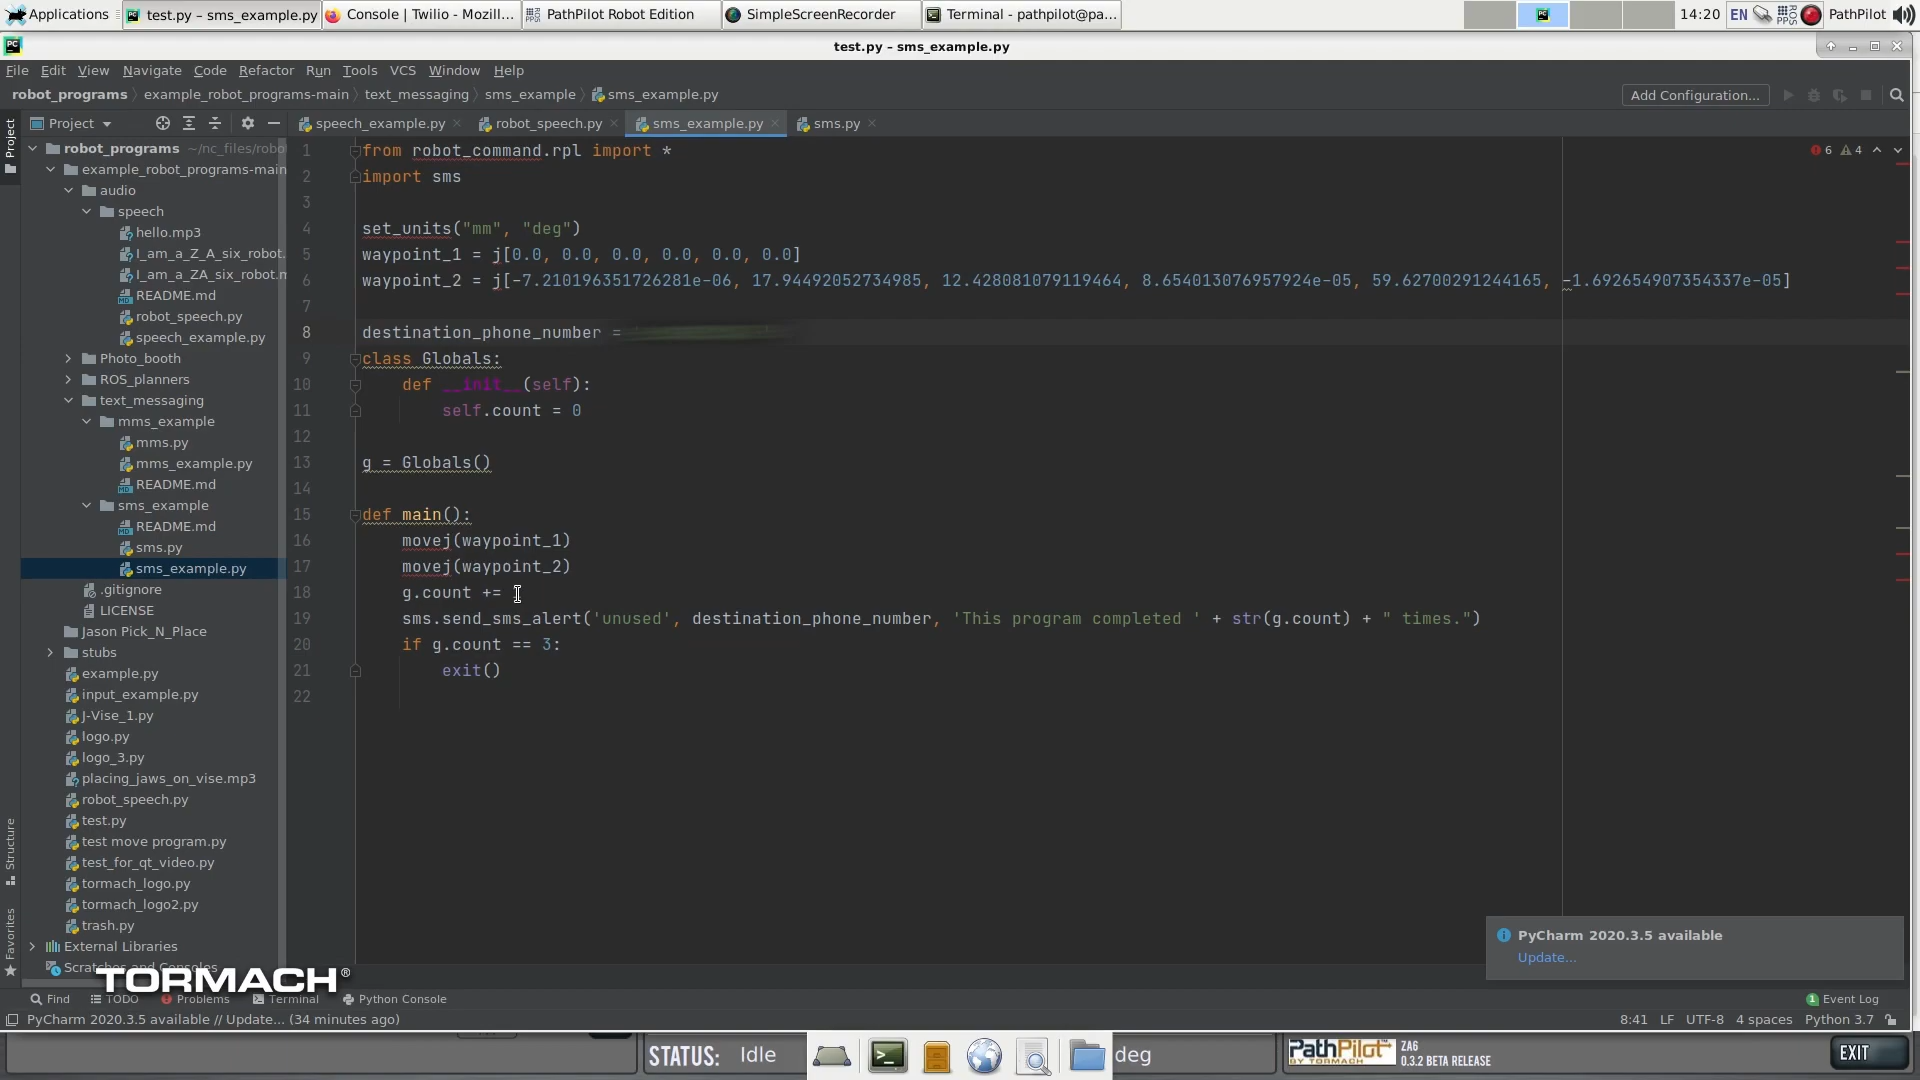 Applications
test.py – sms_example.py
Console | Twilio - Mozill...
PathPilot Robot Edition
SimpleScreenRecorder
Terminal - pathpilot@pa...
14:20 EN PathPilot
test.py – sms_example.py
File Edit View Navigate Code Refactor Run Tools VCS Window Help
robot_programs example_robot_programs-main text_messaging sms_example sms_example.py
Add Configuration...
Project
speech_example.py robot_speech.py sms_example.py sms.py
Project
robot_programs ~/nc_files/robo
example_robot_programs-main
audio
speech
hello.mp3
I_am_a_Z_A_six_robot.
I_am_a_ZA_six_robot.m
README.md
robot_speech.py
speech_example.py
Photo_booth
ROS_planners
text_messaging
mms_example
mms.py
mms_example.py
README.md
sms_example
README.md
sms.py
sms_example.py
.gitignore
LICENSE
Jason Pick_N_Place
stubs
example.py
input_example.py
J-Vise_1.py
logo.py
logo_3.py
placing_jaws_on_vise.mp3
robot_speech.py
test.py
test move program.py
test_for_qt_video.py
tormach_logo.py
tormach_logo2.py
trash.py
External Libraries
Scratches and Consoles
Structure
Favorites
6 4
1 from robot_command.rpl import *
2 import sms
3
4 set_units("mm", "deg")
5 waypoint_1 = j[0.0, 0.0, 0.0, 0.0, 0.0, 0.0]
6 waypoint_2 = j[-7.210196351726281e-06, 17.94492052734985, 12.428081079119464, 8.654013076957924e-05, 59.62700291244165, -1.692654907354337e-05]
7
8 destination_phone_number =
9 class Globals:
10 def __init__(self):
11 self.count = 0
12
13 g = Globals()
14
15 def main():
16 movej(waypoint_1)
17 movej(waypoint_2)
18 g.count +=
19 sms.send_sms_alert('unused', destination_phone_number, 'This program completed ' + str(g.count) + " times.")
20 if g.count == 3:
21 exit()
22
PyCharm 2020.3.5 available
Update...
TORMACH®
Find TODO Problems Terminal Python Console
1 Event Log
PyCharm 2020.3.5 available // Update... (34 minutes ago)
8:41 LF UTF-8 4 spaces Python 3.7
STATUS: Idle
deg
PathPilot BY TORMACH
ZA6
0.3.2 BETA RELEASE
EXIT